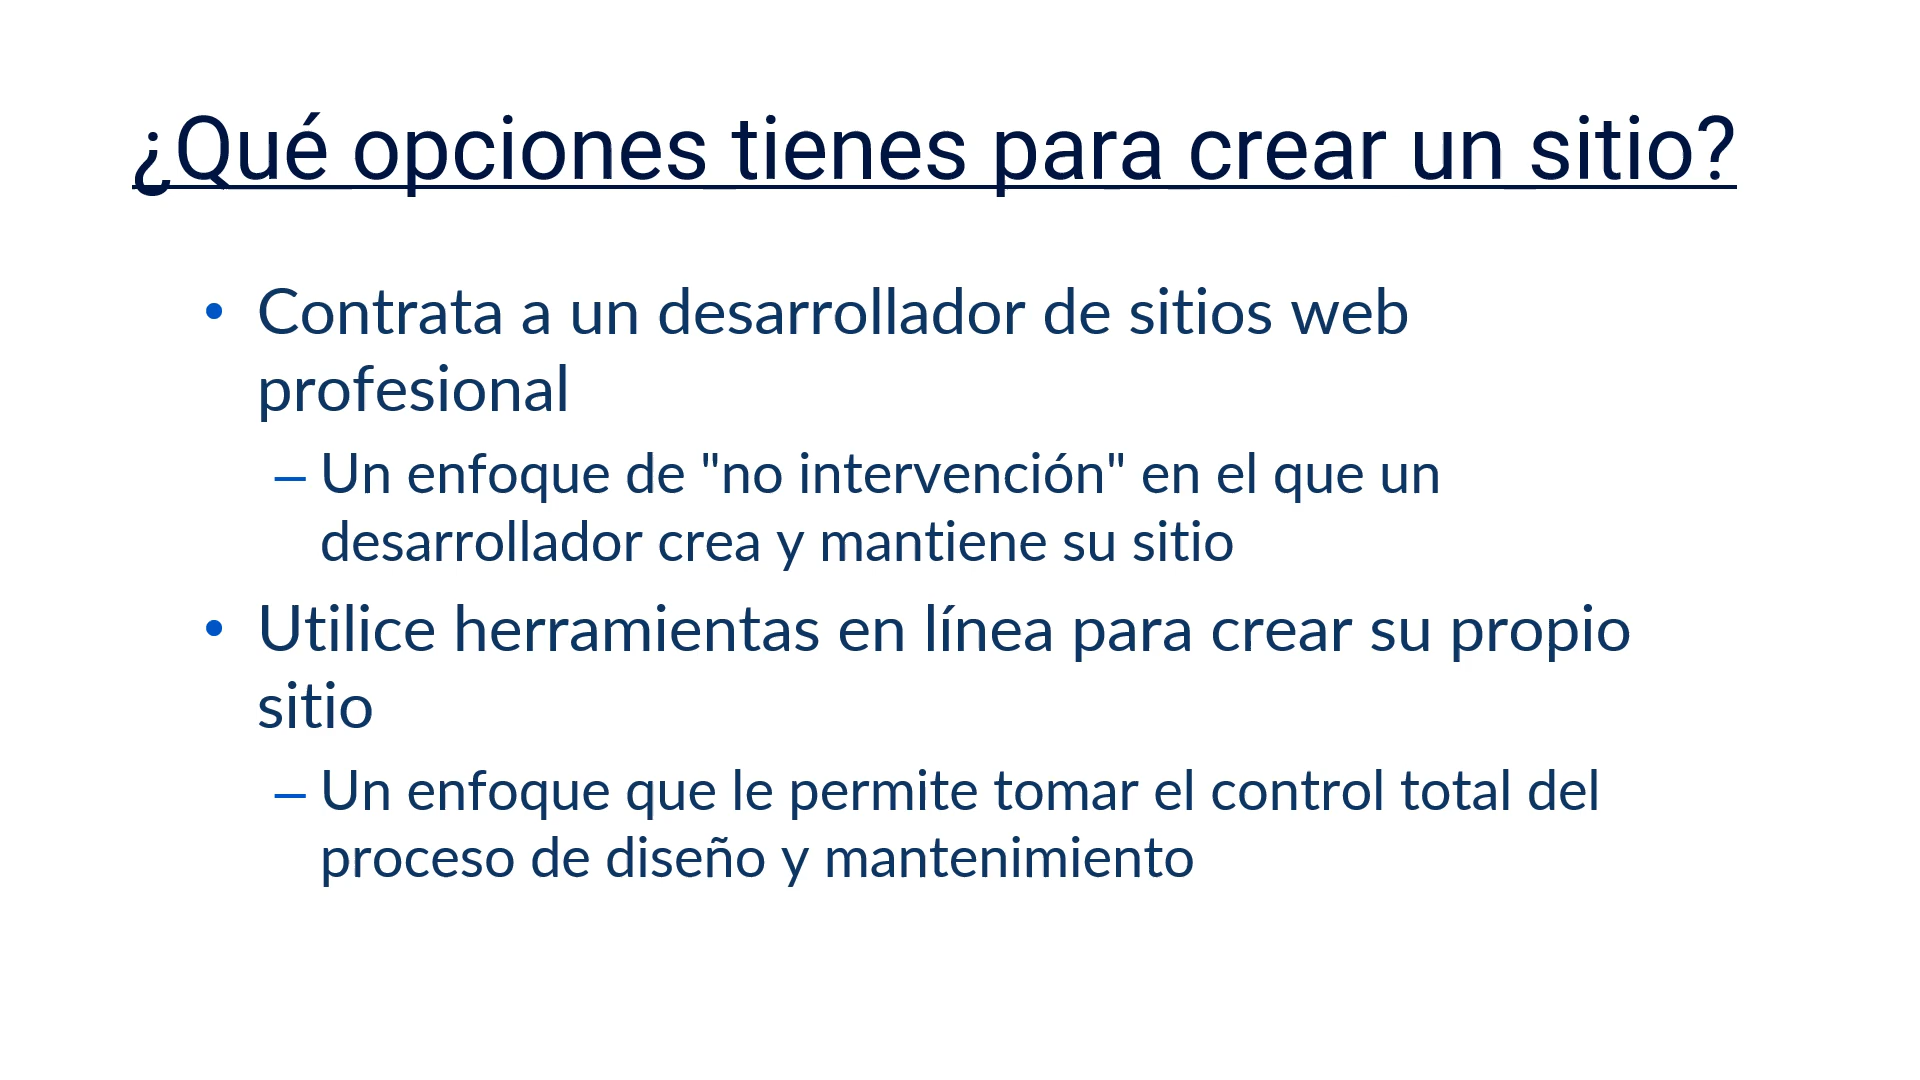 ¿Qué opciones tienes para crear un sitio?
• Contrata a un desarrollador de sitios web
profesional
– Un enfoque de "no intervención" en el que un
desarrollador crea y mantiene su sitio
• Utilice herramientas en línea para crear su propio
sitio
– Un enfoque que le permite tomar el control total del
proceso de diseño y mantenimiento